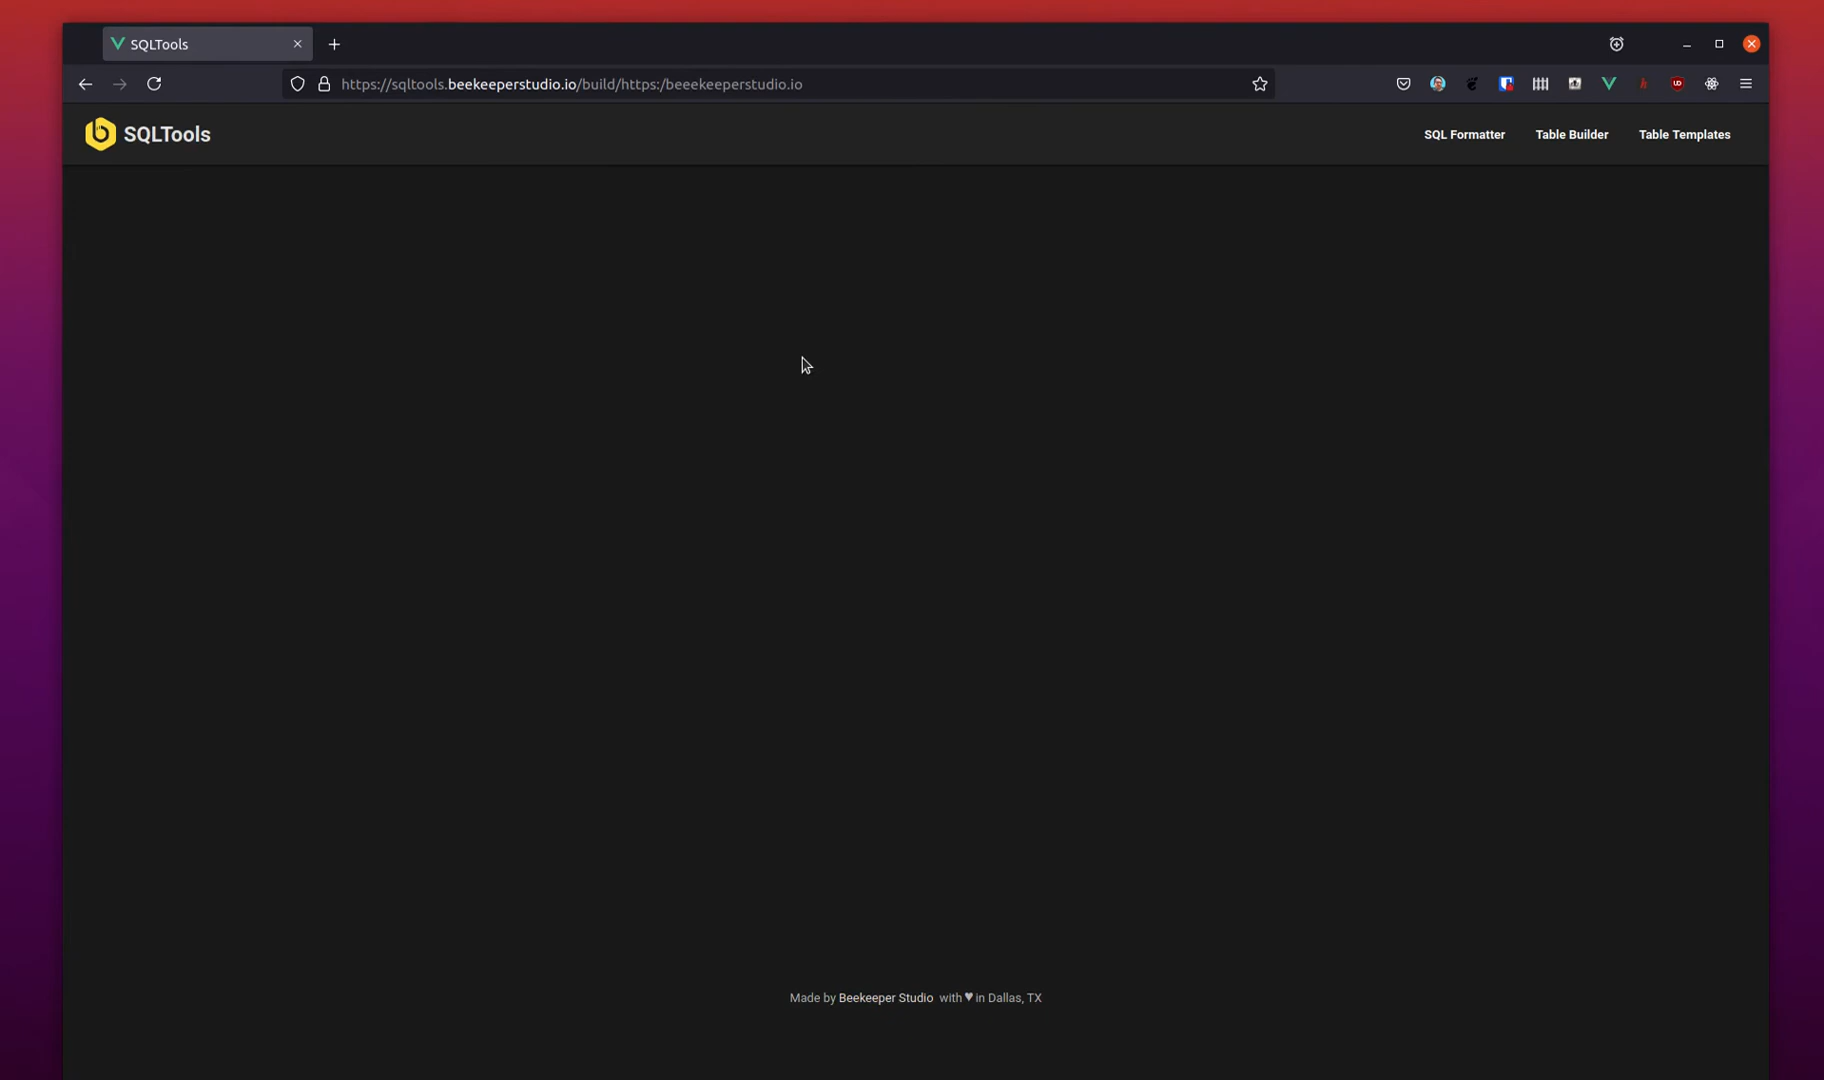 SQLTools
https://sqltools.beekeeperstudio.io/build/https:/beeekeeperstudio.io
SQLTools
SQL Formatter
Table Builder
Table Templates
Made by Beekeeper Studio with ♥ in Dallas, TX